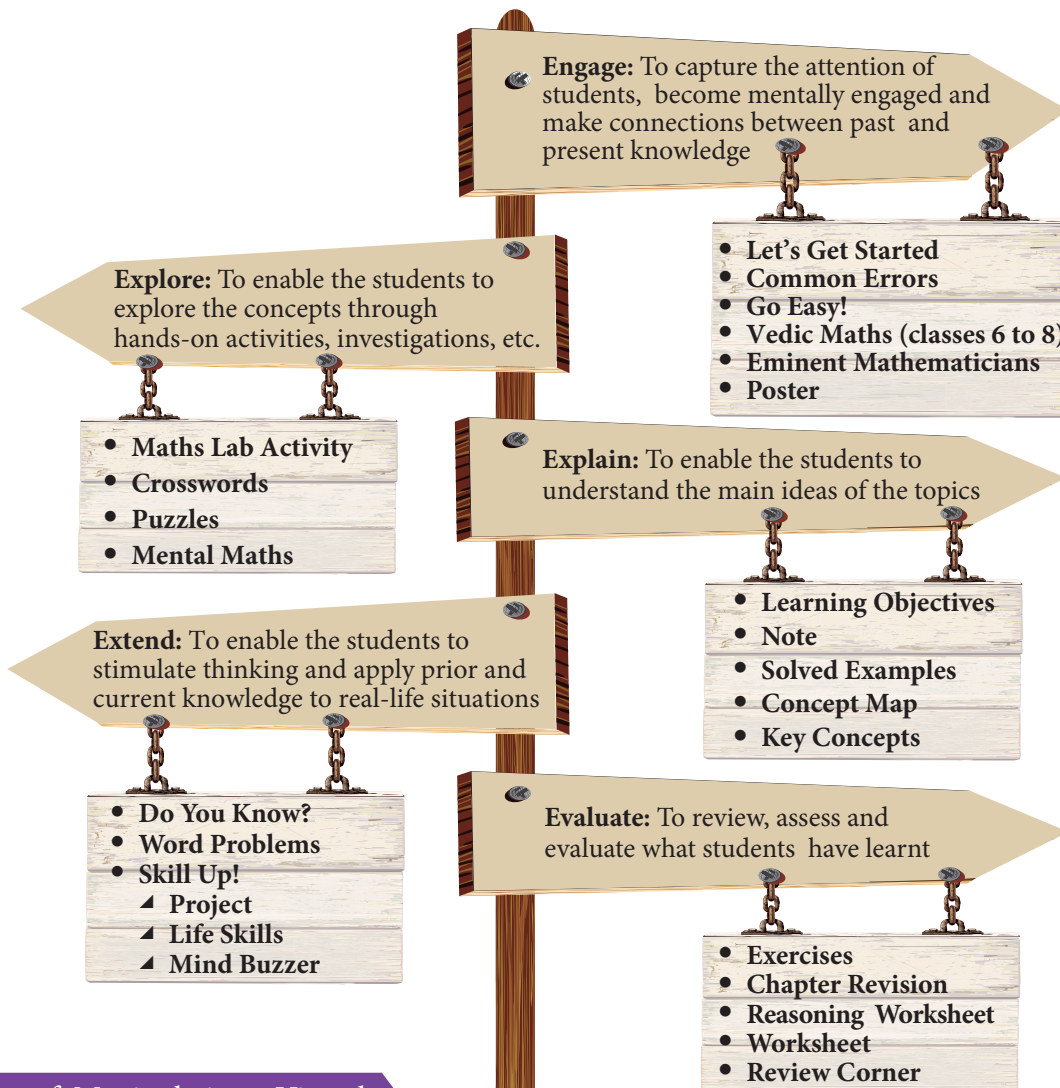 Engage: To capture the attention of
students, become mentally engaged and
make connections between past and
present knowledge
• Let's Get Started
• Common Errors
• Go Easy!
• Vedic Maths (classes 6 to 8)
• Eminent Mathematicians
• Poster
Explore: To enable the students to
explore the concepts through
hands-on activities, investigations, etc.
• Maths Lab Activity
• Crosswords
• Puzzles
• Mental Maths
Explain: To enable the students to
understand the main ideas of the topics
• Learning Objectives
• Note
• Solved Examples
• Concept Map
• Key Concepts
Extend: To enable the students to
stimulate thinking and apply prior and
current knowledge to real-life situations
• Do You Know?
• Word Problems
• Skill Up!
◢ Project
◢ Life Skills
◢ Mind Buzzer
Evaluate: To review, assess and
evaluate what students have learnt
• Exercises
• Chapter Revision
• Reasoning Worksheet
• Worksheet
• Review Corner